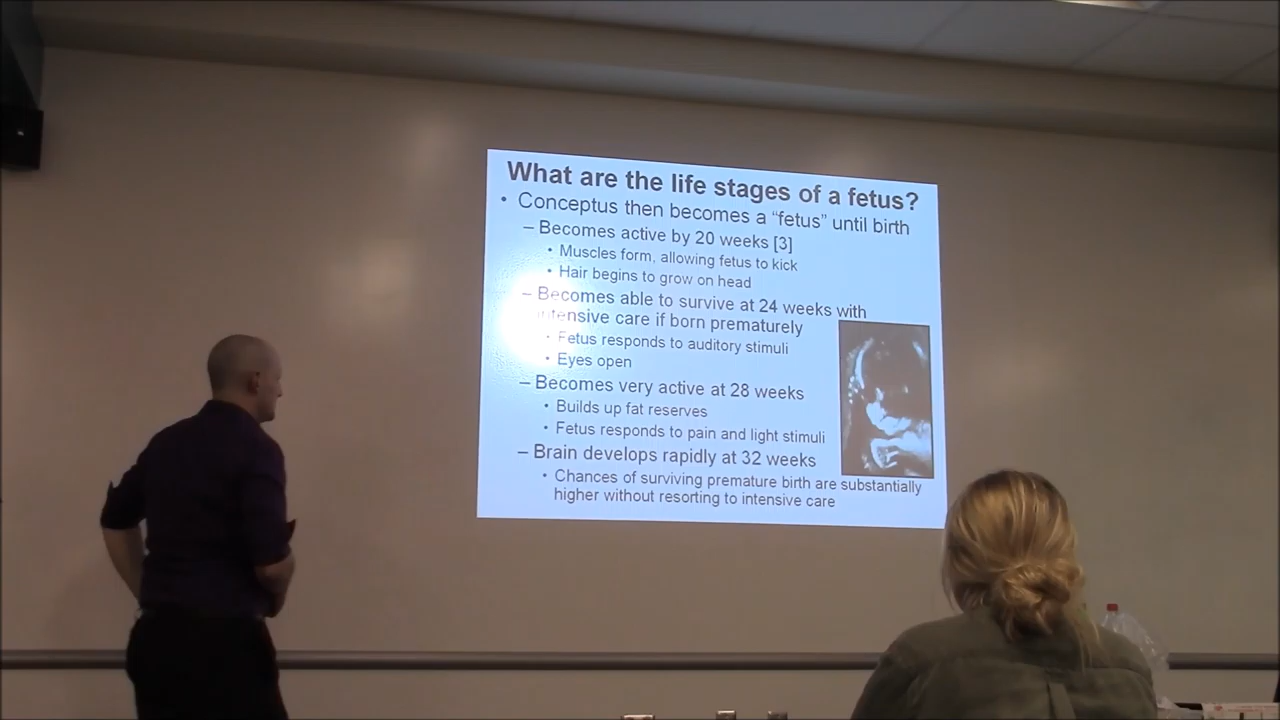 What are the life stages of a fetus?
• Conceptus then becomes a “fetus” until birth
– Becomes active by 20 weeks [3]
• Muscles form, allowing fetus to kick
• Hair begins to grow on head
– Becomes able to survive at 24 weeks with
intensive care if born prematurely
• Fetus responds to auditory stimuli
• Eyes open
– Becomes very active at 28 weeks
• Builds up fat reserves
• Fetus responds to pain and light stimuli
– Brain develops rapidly at 32 weeks
• Chances of surviving premature birth are substantially
higher without resorting to intensive care